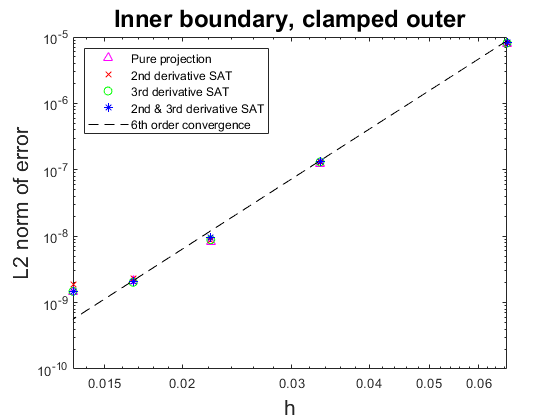 Inner boundary, clamped outer
10-5
10-6
10-7
10-8
10-9
10-10
L2 norm of error
Pure projection
2nd derivative SAT
3rd derivative SAT
2nd & 3rd derivative SAT
6th order convergence
0.015 0.02 0.03 0.04 0.05 0.06
h